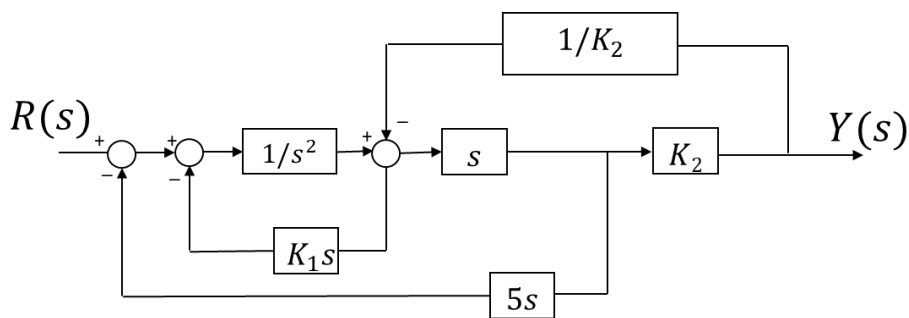 1/K₂
R(s)
Y(s)
+
−
+
−
1/s²
+
−
s
K₂
K₁s
5s